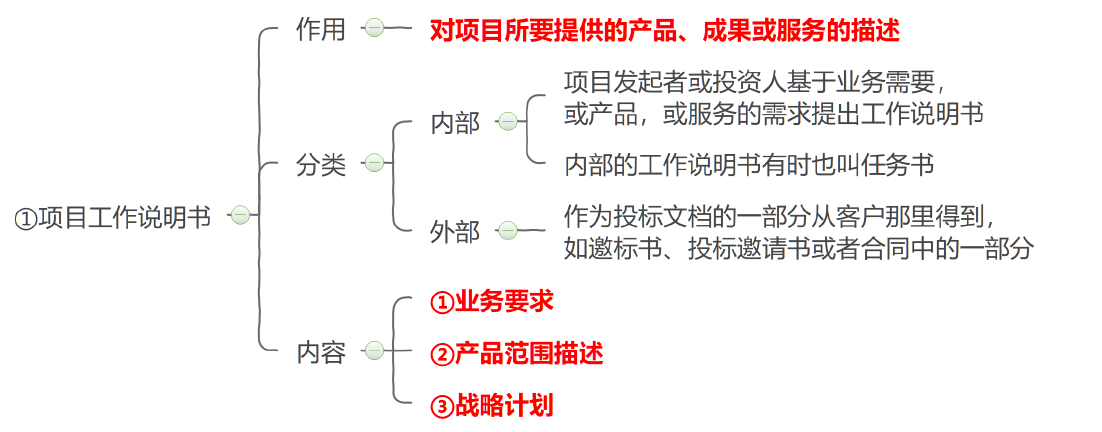 作用
对项目所要提供的产品、成果或服务的描述
项目发起者或投资人基于业务需要，
或产品，或服务的需求提出工作说明书
内部
分类
内部的工作说明书有时也叫任务书
①项目工作说明书
外部
作为投标文档的一部分从客户那里得到，
如邀标书、投标邀请书或者合同中的一部分
①业务要求
内容
②产品范围描述
③战略计划